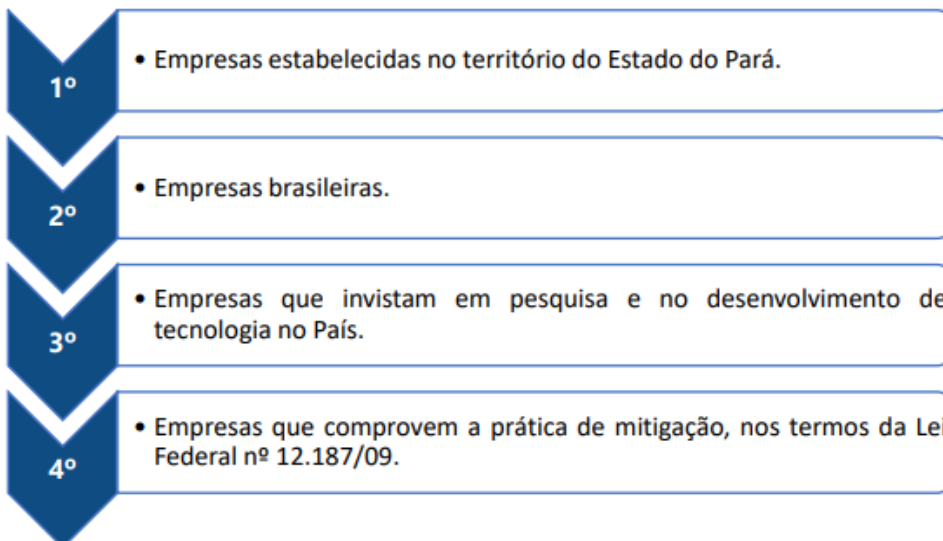 1º
• Empresas estabelecidas no território do Estado do Pará.
2º
• Empresas brasileiras.
3º
• Empresas que invistam em pesquisa e no desenvolvimento de
tecnologia no País.
4º
• Empresas que comprovem a prática de mitigação, nos termos da Lei
Federal nº 12.187/09.